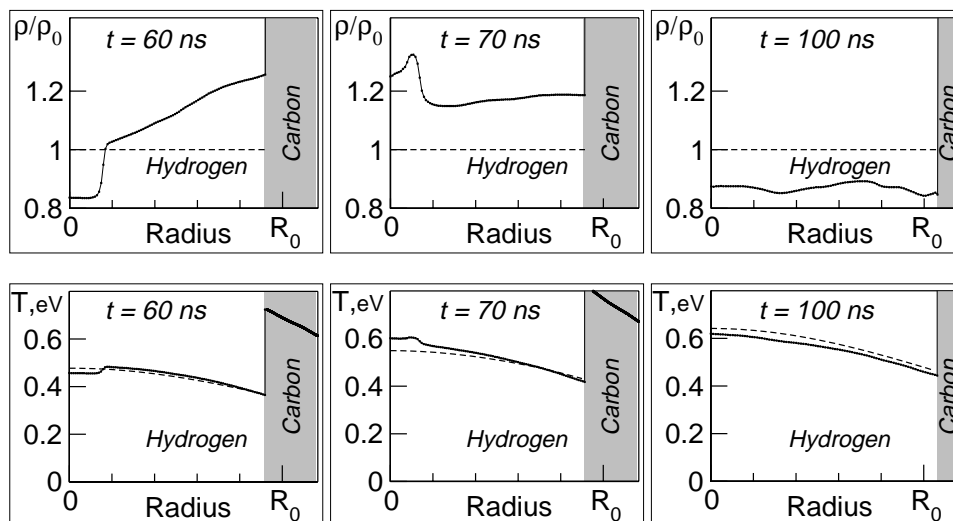 ρ/ρ0
t = 60 ns
1.2
1
0.8
Hydrogen
Carbon
0
Radius
R0
ρ/ρ0
t = 70 ns
1.2
1
0.8
Hydrogen
Carbon
0
Radius
R0
ρ/ρ0
t = 100 ns
1.2
1
0.8
Hydrogen
Carbon
0
Radius
R0
T,eV
t = 60 ns
0.6
0.4
0.2
0
Hydrogen
Carbon
0
Radius
R0
T,eV
t = 70 ns
0.6
0.4
0.2
0
Hydrogen
Carbon
0
Radius
R0
T,eV
t = 100 ns
0.6
0.4
0.2
0
Hydrogen
Carbon
0
Radius
R0